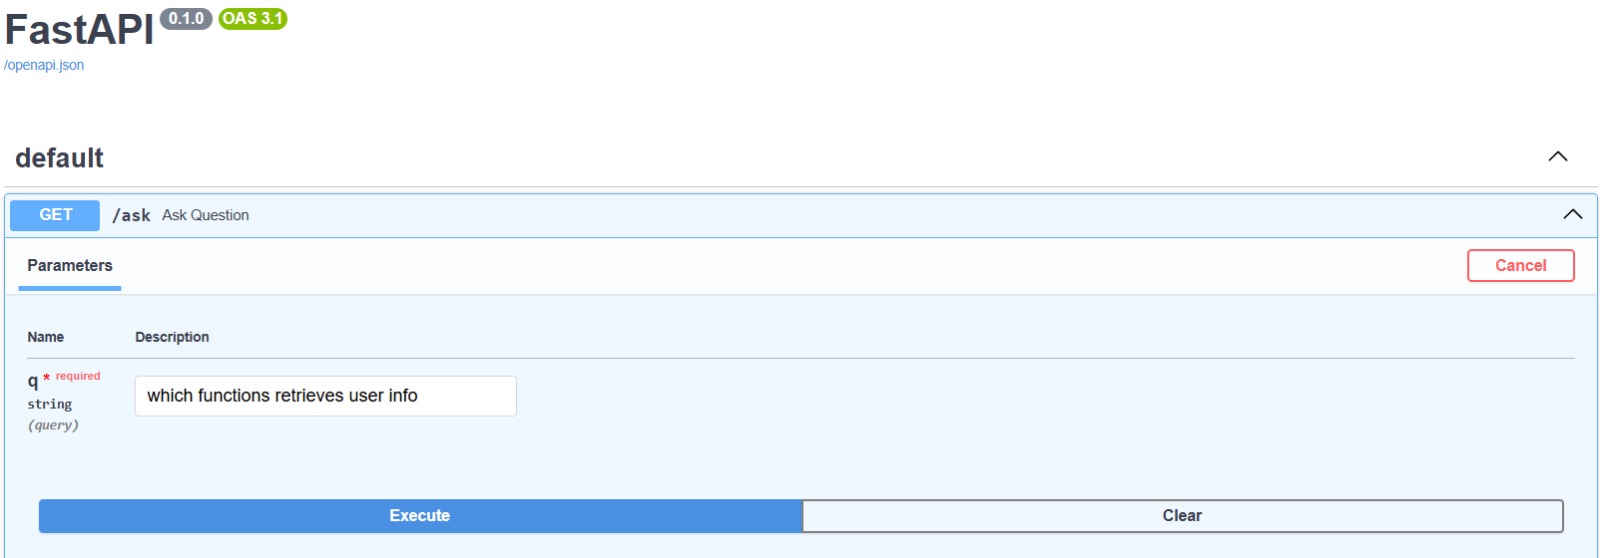 FastAPI 0.1.0 OAS 3.1
/openapi.json
default
GET /ask Ask Question
Parameters Cancel
Name Description
q * required
string
(query)
which functions retrieves user info
Execute Clear